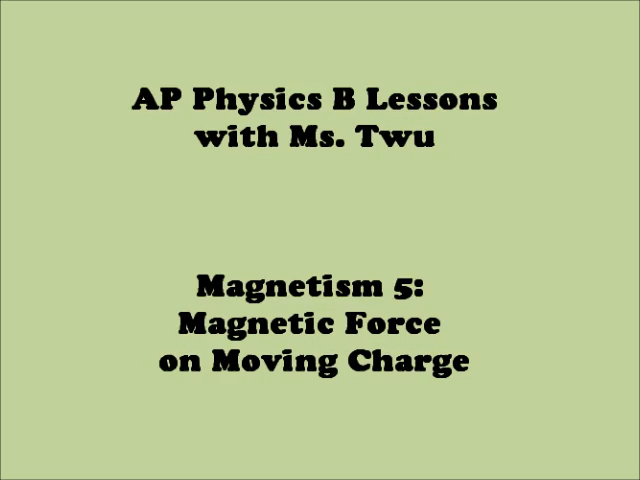 AP Physics B Lessons
with Ms. Twu
Magnetism 5:
Magnetic Force
on Moving Charge